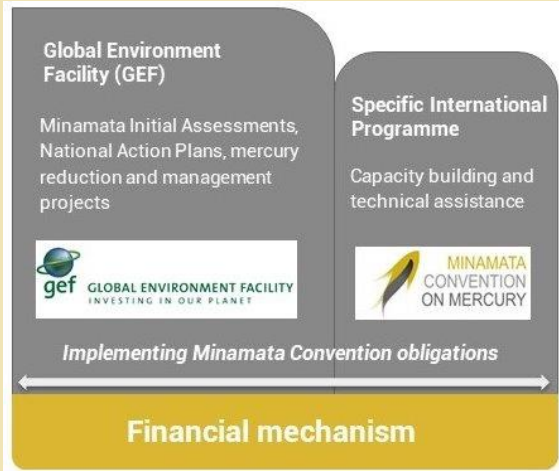 Global Environment
Facility (GEF)
Minamata Initial Assessments,
National Action Plans, mercury
reduction and management
projects
gef GLOBAL ENVIRONMENT FACILITY
INVESTING IN OUR PLANET
Specific International
Programme
Capacity building and
technical assistance
MINAMATA
CONVENTION
ON MERCURY
Implementing Minamata Convention obligations
Financial mechanism